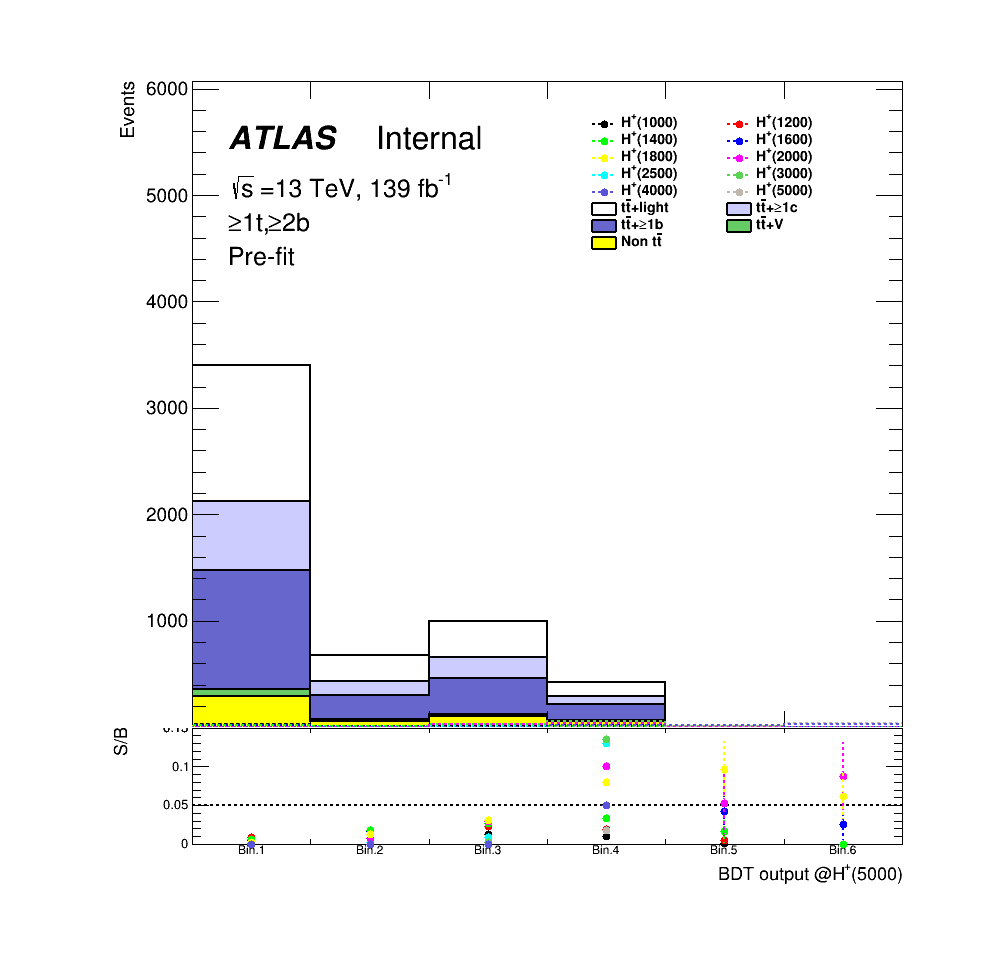 Events
6000
5000
4000
3000
2000
1000
ATLAS Internal
√s =13 TeV, 139 fb⁻¹
≥1t,≥2b
Pre-fit
H⁺(1000) H⁺(1200)
H⁺(1400) H⁺(1600)
H⁺(1800) H⁺(2000)
H⁺(2500) H⁺(3000)
H⁺(4000) H⁺(5000)
tt̄+light tt̄+≥1c
tt̄+≥1b tt̄+V
Non tt̄
S/B
0.15
0.1
0.05
0
Bin.1 Bin.2 Bin.3 Bin.4 Bin.5 Bin.6
BDT output @H⁺(5000)